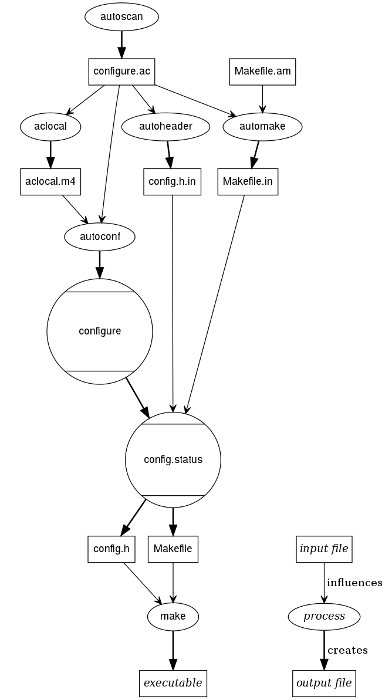 autoscan
configure.ac
Makefile.am
aclocal
autoheader
automake
aclocal.m4
config.h.in
Makefile.in
autoconf
configure
config.status
config.h
Makefile
input file
influences
make
process
creates
executable
output file